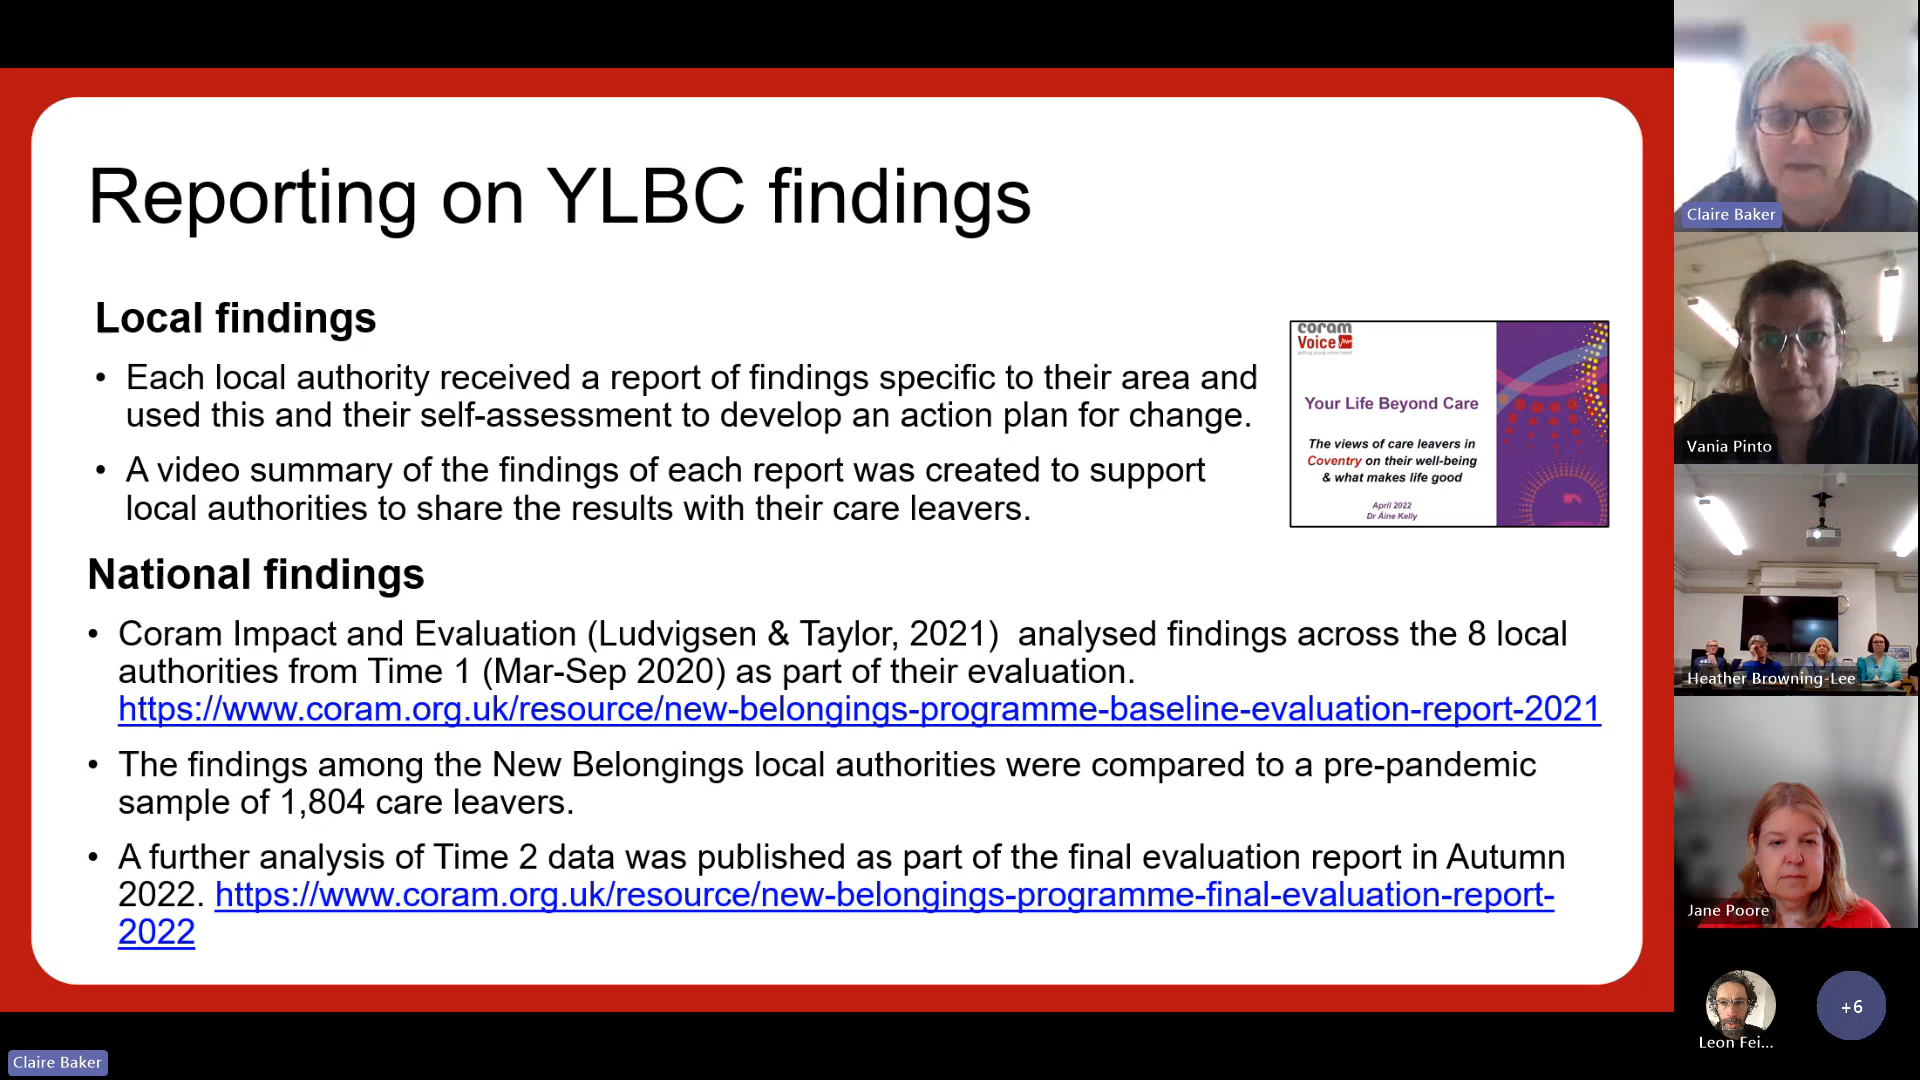 Reporting on YLBC findings
Local findings
• Each local authority received a report of findings specific to their area and
used this and their self-assessment to develop an action plan for change.
• A video summary of the findings of each report was created to support
local authorities to share the results with their care leavers.
coram
Voice
getting young voices heard
Your Life Beyond Care
The views of care leavers in
Coventry on their well-being
& what makes life good
April 2022
Dr Áine Kelly
National findings
• Coram Impact and Evaluation (Ludvigsen & Taylor, 2021)  analysed findings across the 8 local
authorities from Time 1 (Mar-Sep 2020) as part of their evaluation.
https://www.coram.org.uk/resource/new-belongings-programme-baseline-evaluation-report-2021
• The findings among the New Belongings local authorities were compared to a pre-pandemic
sample of 1,804 care leavers.
• A further analysis of Time 2 data was published as part of the final evaluation report in Autumn
2022. https://www.coram.org.uk/resource/new-belongings-programme-final-evaluation-report-
2022
Claire Baker
Vania Pinto
Heather Browning-Lee
Jane Poore
Leon Fei...
+6
Claire Baker